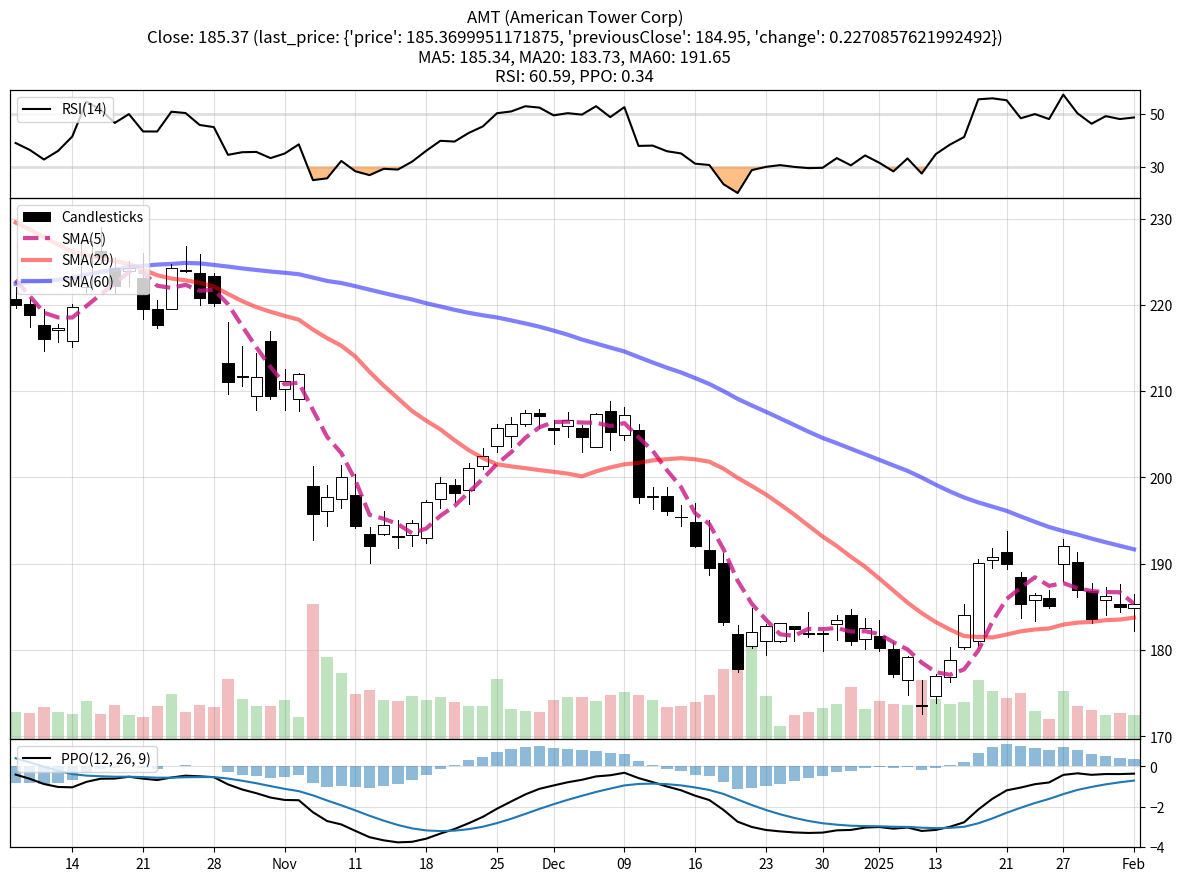 AMT (American Tower Corp)
Close: 185.37 (last_price: {'price': 185.3699951171875, 'previousClose': 184.95, 'change': 0.2270857621992492})
MA5: 185.34, MA20: 183.73, MA60: 191.65
RSI: 60.59, PPO: 0.34
RSI(14)
50
30
Candlesticks
SMA(5)
SMA(20)
SMA(60)
230
220
210
200
190
180
170
PPO(12, 26, 9)
0
−2
−4
14 21 28 Nov 11 18 25 Dec 09 16 23 30 2025 13 21 27 Feb